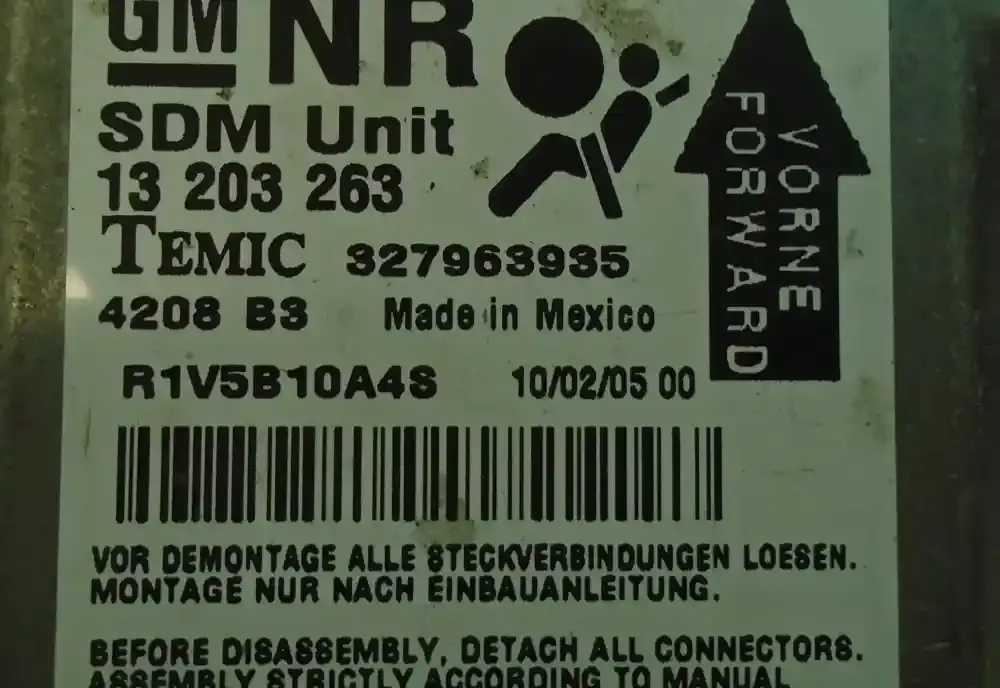 GM NR
SDM Unit
13 203 263
TEMIC 327963935
4208 B3 Made in Mexico
R1V5B10A4S 10/02/05 00
VORNE
FORWARD
VOR DEMONTAGE ALLE STECKVERBINDUNGEN LOESEN.
MONTAGE NUR NACH EINBAUANLEITUNG.
BEFORE DISASSEMBLY, DETACH ALL CONNECTORS.
ASSEMBLY STRICTLY ACCORDING TO MANUAL